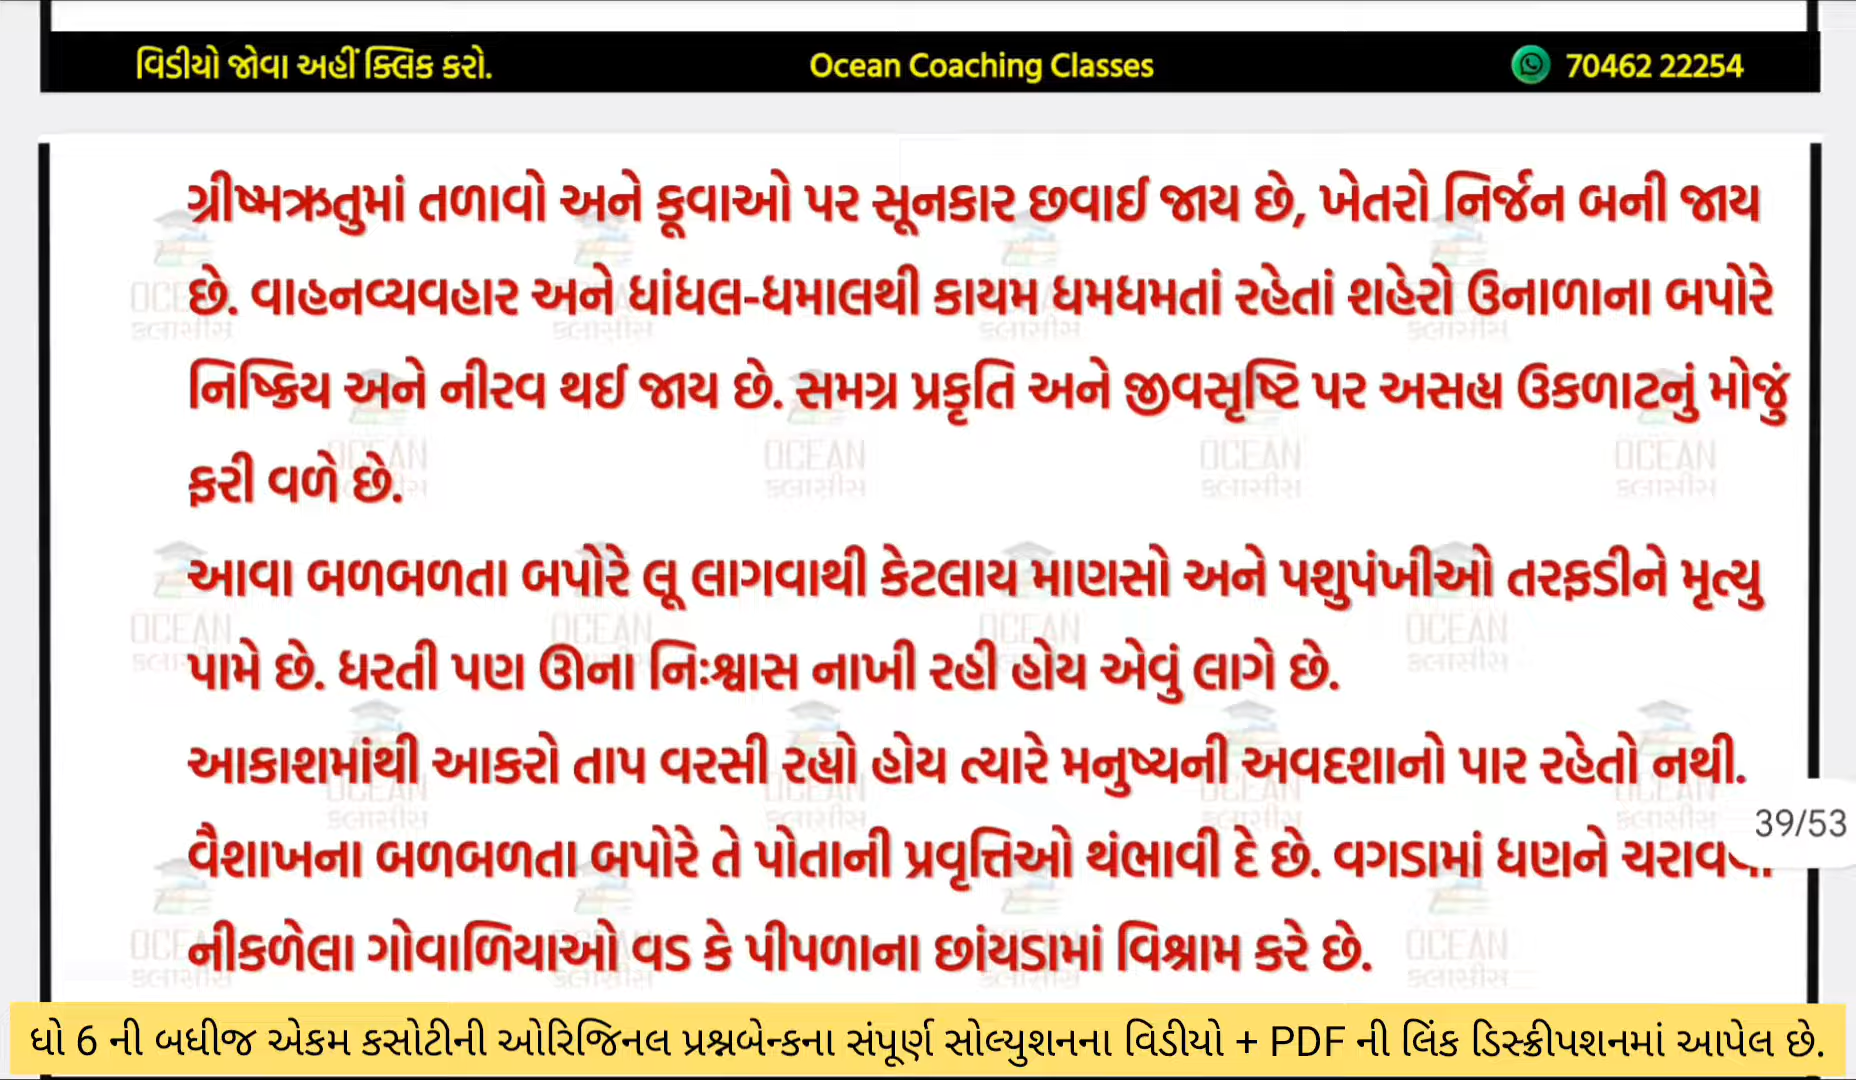 વિડીયો જોવા અહીં ક્લિક કરો. Ocean Coaching Classes 70462 22254
ગ્રીષ્મઋતુમાં તળાવો અને કૂવાઓ પર સૂનકાર છવાઈ જાય છે, ખેતરો નિર્જન બની જાય
છે. વાહનવ્યવહાર અને ધાંધલ-ધમાલથી કાયમ ધમધમતાં રહેતાં શહેરો ઉનાળાના બપોરે
નિષ્ક્રિય અને નીરવ થઈ જાય છે. સમગ્ર પ્રકૃતિ અને જીવસૃષ્ટિ પર અસહ્ય ઉકળાટનું મોજું
ફરી વળે છે.
આવા બળબળતા બપોરે લૂ લાગવાથી કેટલાય માણસો અને પશુપંખીઓ તરફડીને મૃત્યુ
પામે છે. ધરતી પણ ઊના નિઃશ્વાસ નાખી રહી હોય એવું લાગે છે.
આકાશમાંથી આકરો તાપ વરસી રહ્યો હોય ત્યારે મનુષ્યની અવદશાનો પાર રહેતો નથી.
39/53
વૈશાખના બળબળતા બપોરે તે પોતાની પ્રવૃત્તિઓ થંભાવી દે છે. વગડામાં ધણને
નીકળેલા ગોવાળિયાઓ વડ કે પીપળાના છાંયડામાં વિશ્રામ કરે છે.
ધો 6 ની બધીજ એકમ કસોટીની ઓરિજિનલ પ્રશ્નબેન્કના સંપૂર્ણ સોલ્યુશનના વિડીયો + PDF ની લિંક ડિસ્ક્રીપશનમાં આપેલ છે.